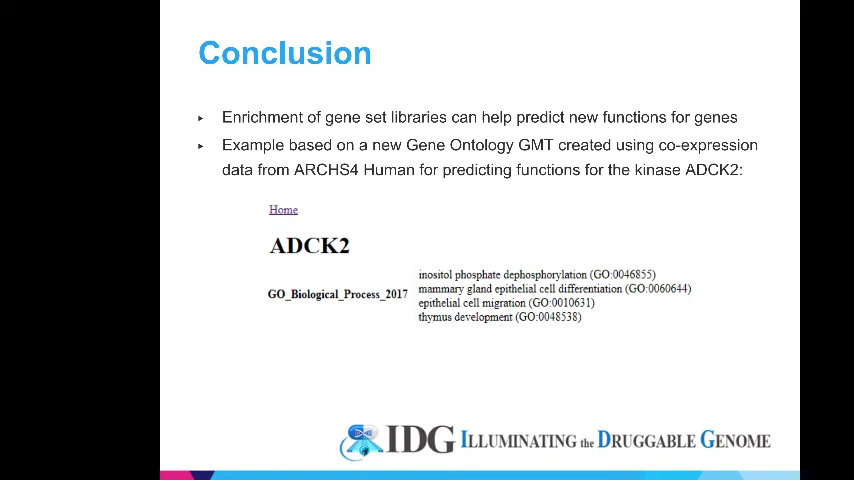 Conclusion
Enrichment of gene set libraries can help predict new functions for genes
Example based on a new Gene Ontology GMT created using co-expression
data from ARCHS4 Human for predicting functions for the kinase ADCK2:
Home
ADCK2
GO_Biological_Process_2017
inositol phosphate dephosphorylation (GO:0046855)
mammary gland epithelial cell differentiation (GO:0060644)
epithelial cell migration (GO:0010631)
thymus development (GO:0048538)
IDG ILLUMINATING the DRUGGABLE GENOME